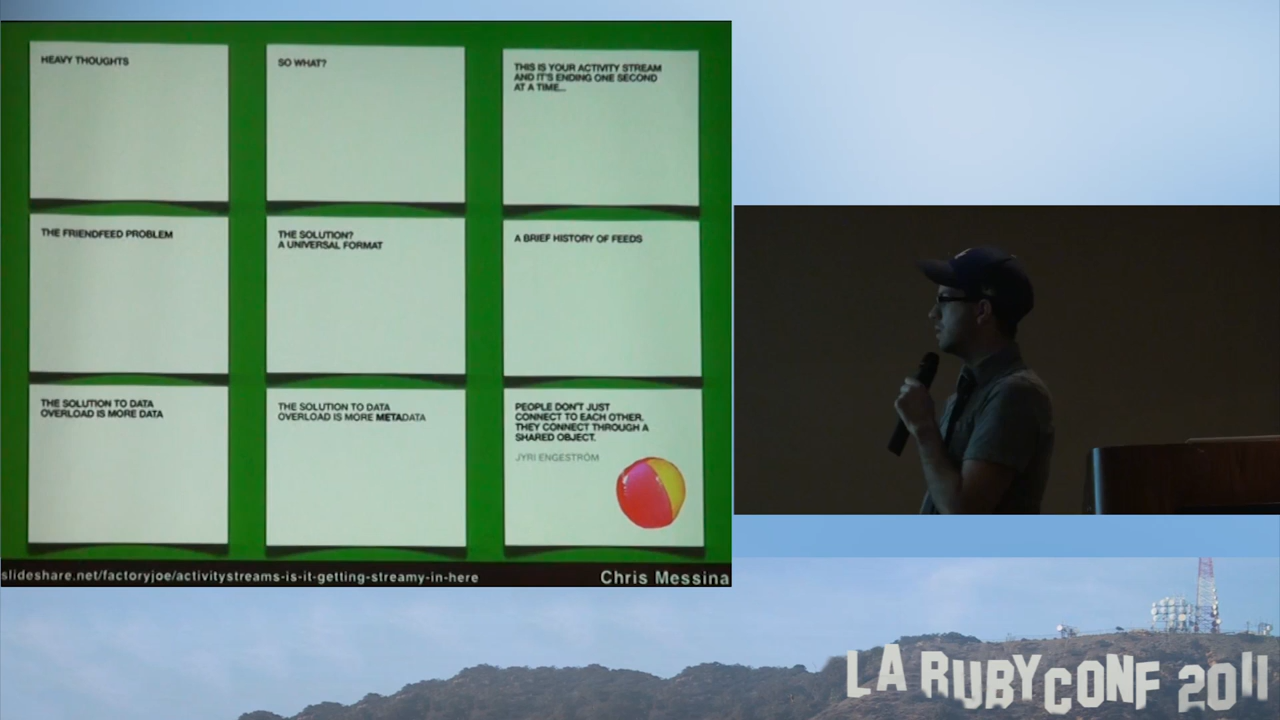 HEAVY THOUGHTS
SO WHAT?
THIS IS YOUR ACTIVITY STREAM
AND IT'S ENDING ONE SECOND
AT A TIME...
THE FRIENDFEED PROBLEM
THE SOLUTION?
A UNIVERSAL FORMAT
A BRIEF HISTORY OF FEEDS
THE SOLUTION TO DATA
OVERLOAD IS MORE DATA
THE SOLUTION TO DATA
OVERLOAD IS MORE METADATA
PEOPLE DON'T JUST
CONNECT TO EACH OTHER.
THEY CONNECT THROUGH A
SHARED OBJECT.
JYRI ENGESTRÖM
slideshare.net/factoryjoe/activitystreams-is-it-getting-streamy-in-here
Chris Messina
LA RUBYCONF 2011